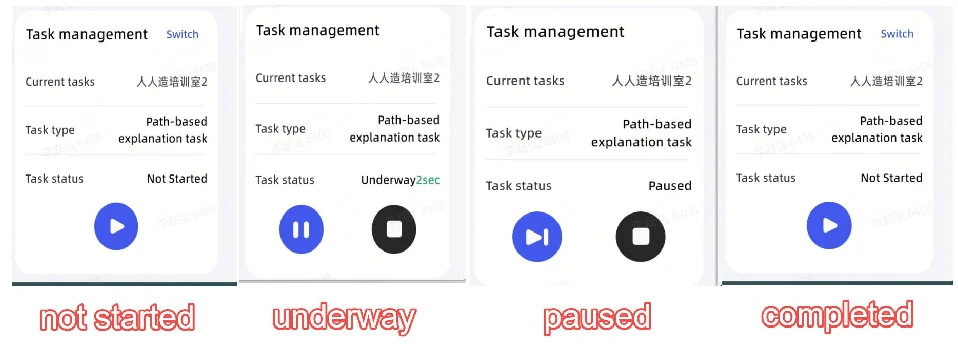 Task management Switch
Current tasks 人人造培训室2
Task type Path-based
explanation task
Task status Not Started
not started
Task management
Current tasks 人人造培训室2
Task type Path-based
explanation task
Task status Underway2sec
underway
Task management
Current tasks 人人造培训室2
Task type Path-based
explanation task
Task status Paused
paused
Task management Switch
Current tasks 人人造培训室2
Task type Path-based
explanation task
Task status Not Started
completed